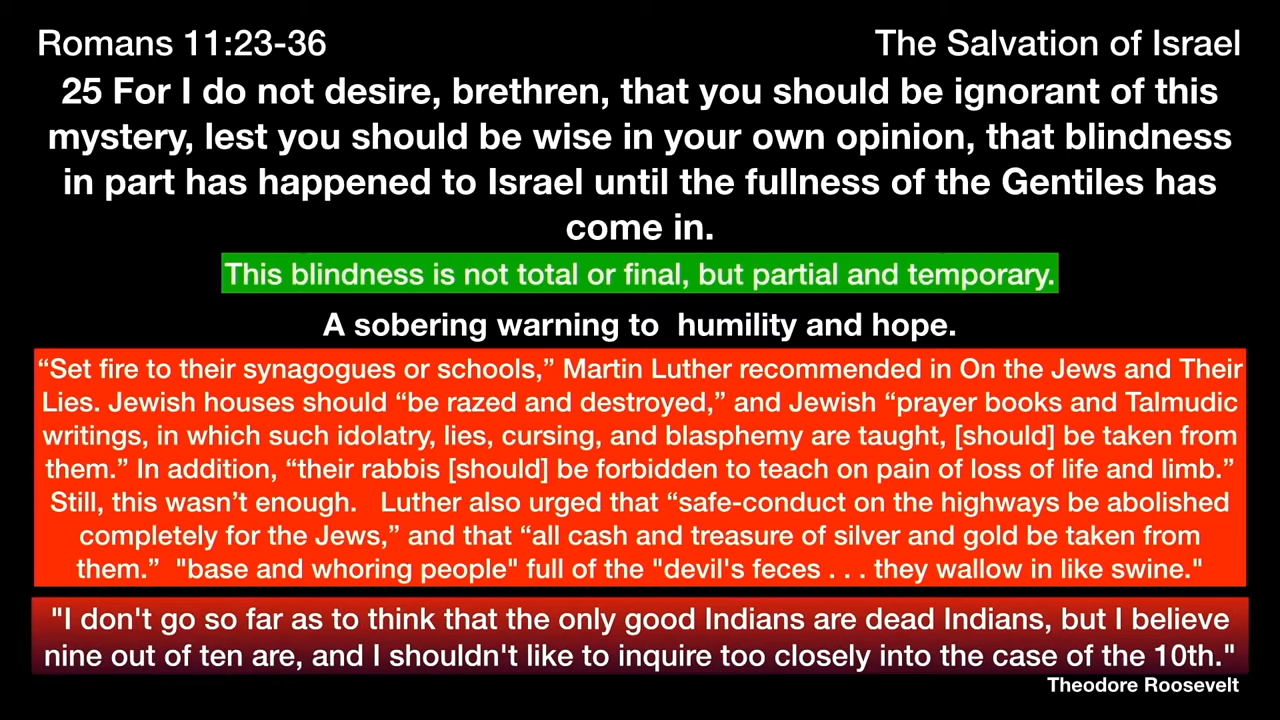 Romans 11:23-36
The Salvation of Israel
25 For I do not desire, brethren, that you should be ignorant of this
mystery, lest you should be wise in your own opinion, that blindness
in part has happened to Israel until the fullness of the Gentiles has
come in.
This blindness is not total or final, but partial and temporary.
A sobering warning to  humility and hope.
“Set fire to their synagogues or schools,” Martin Luther recommended in On the Jews and Their
Lies. Jewish houses should “be razed and destroyed,” and Jewish “prayer books and Talmudic
writings, in which such idolatry, lies, cursing, and blasphemy are taught, [should] be taken from
them.” In addition, “their rabbis [should] be forbidden to teach on pain of loss of life and limb.”
Still, this wasn’t enough.   Luther also urged that “safe-conduct on the highways be abolished
completely for the Jews,” and that “all cash and treasure of silver and gold be taken from
them.”  "base and whoring people" full of the "devil's feces . . . they wallow in like swine."
"I don't go so far as to think that the only good Indians are dead Indians, but I believe
nine out of ten are, and I shouldn't like to inquire too closely into the case of the 10th."
Theodore Roosevelt